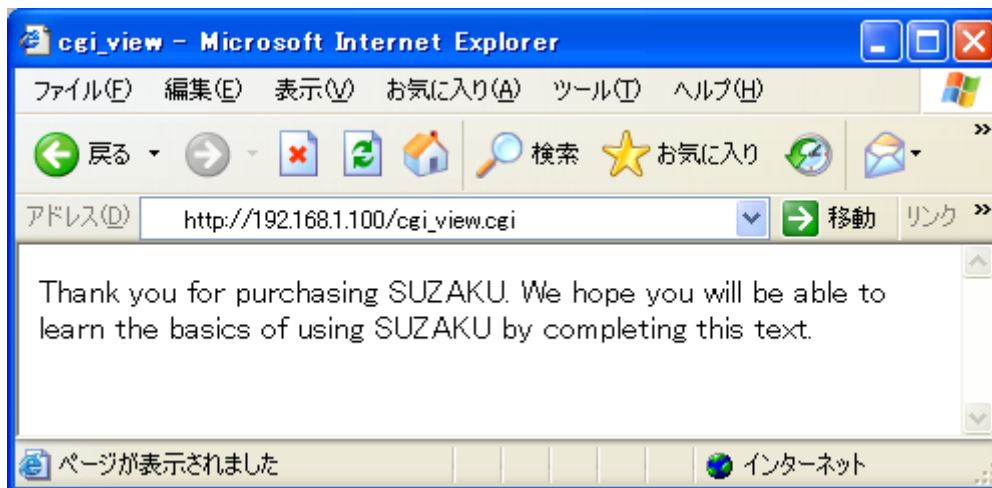 cgi_view - Microsoft Internet Explorer
ファイル(F) 編集(E) 表示(V) お気に入り(A) ツール(T) ヘルプ(H)
戻る 検索 お気に入り
アドレス(D) http://192.168.1.100/cgi_view.cgi 移動 リンク
Thank you for purchasing SUZAKU. We hope you will be able to
learn the basics of using SUZAKU by completing this text.
ページが表示されました インターネット